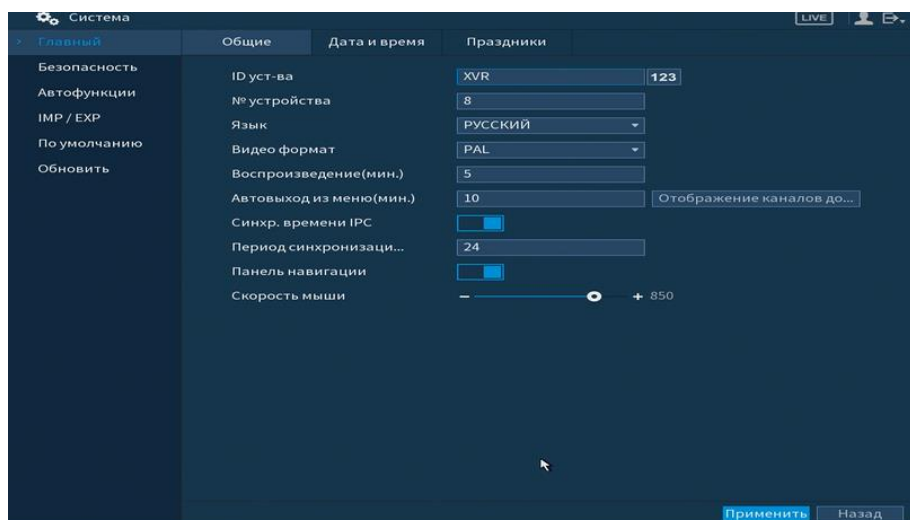 Система LIVE
Главный Общие Дата и время Праздники
Безопасность
Автофункции
IMP / EXP
По умолчанию
Обновить
ID уст-ва XVR 123
№ устройства 8
Язык РУССКИЙ
Видео формат PAL
Воспроизведение(мин.) 5
Автовыход из меню(мин.) 10 Отображение каналов до...
Синхр. времени IPC
Период синхронизаци... 24
Панель навигации
Скорость мыши 850
Применить Назад